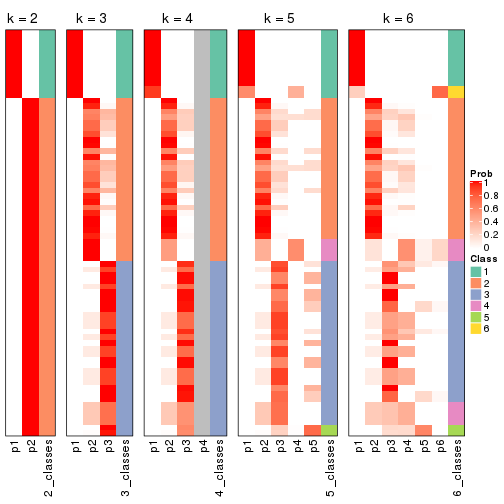 k = 2
k = 3
k = 4
k = 5
k = 6
p1
p2
2_classes
p1
p2
p3
3_classes
p1
p2
p3
p4
4_classes
p1
p2
p3
p4
p5
5_classes
p1
p2
p3
p4
p5
p6
6_classes
Prob
1
0.8
0.6
0.4
0.2
0
Class
1
2
3
4
5
6